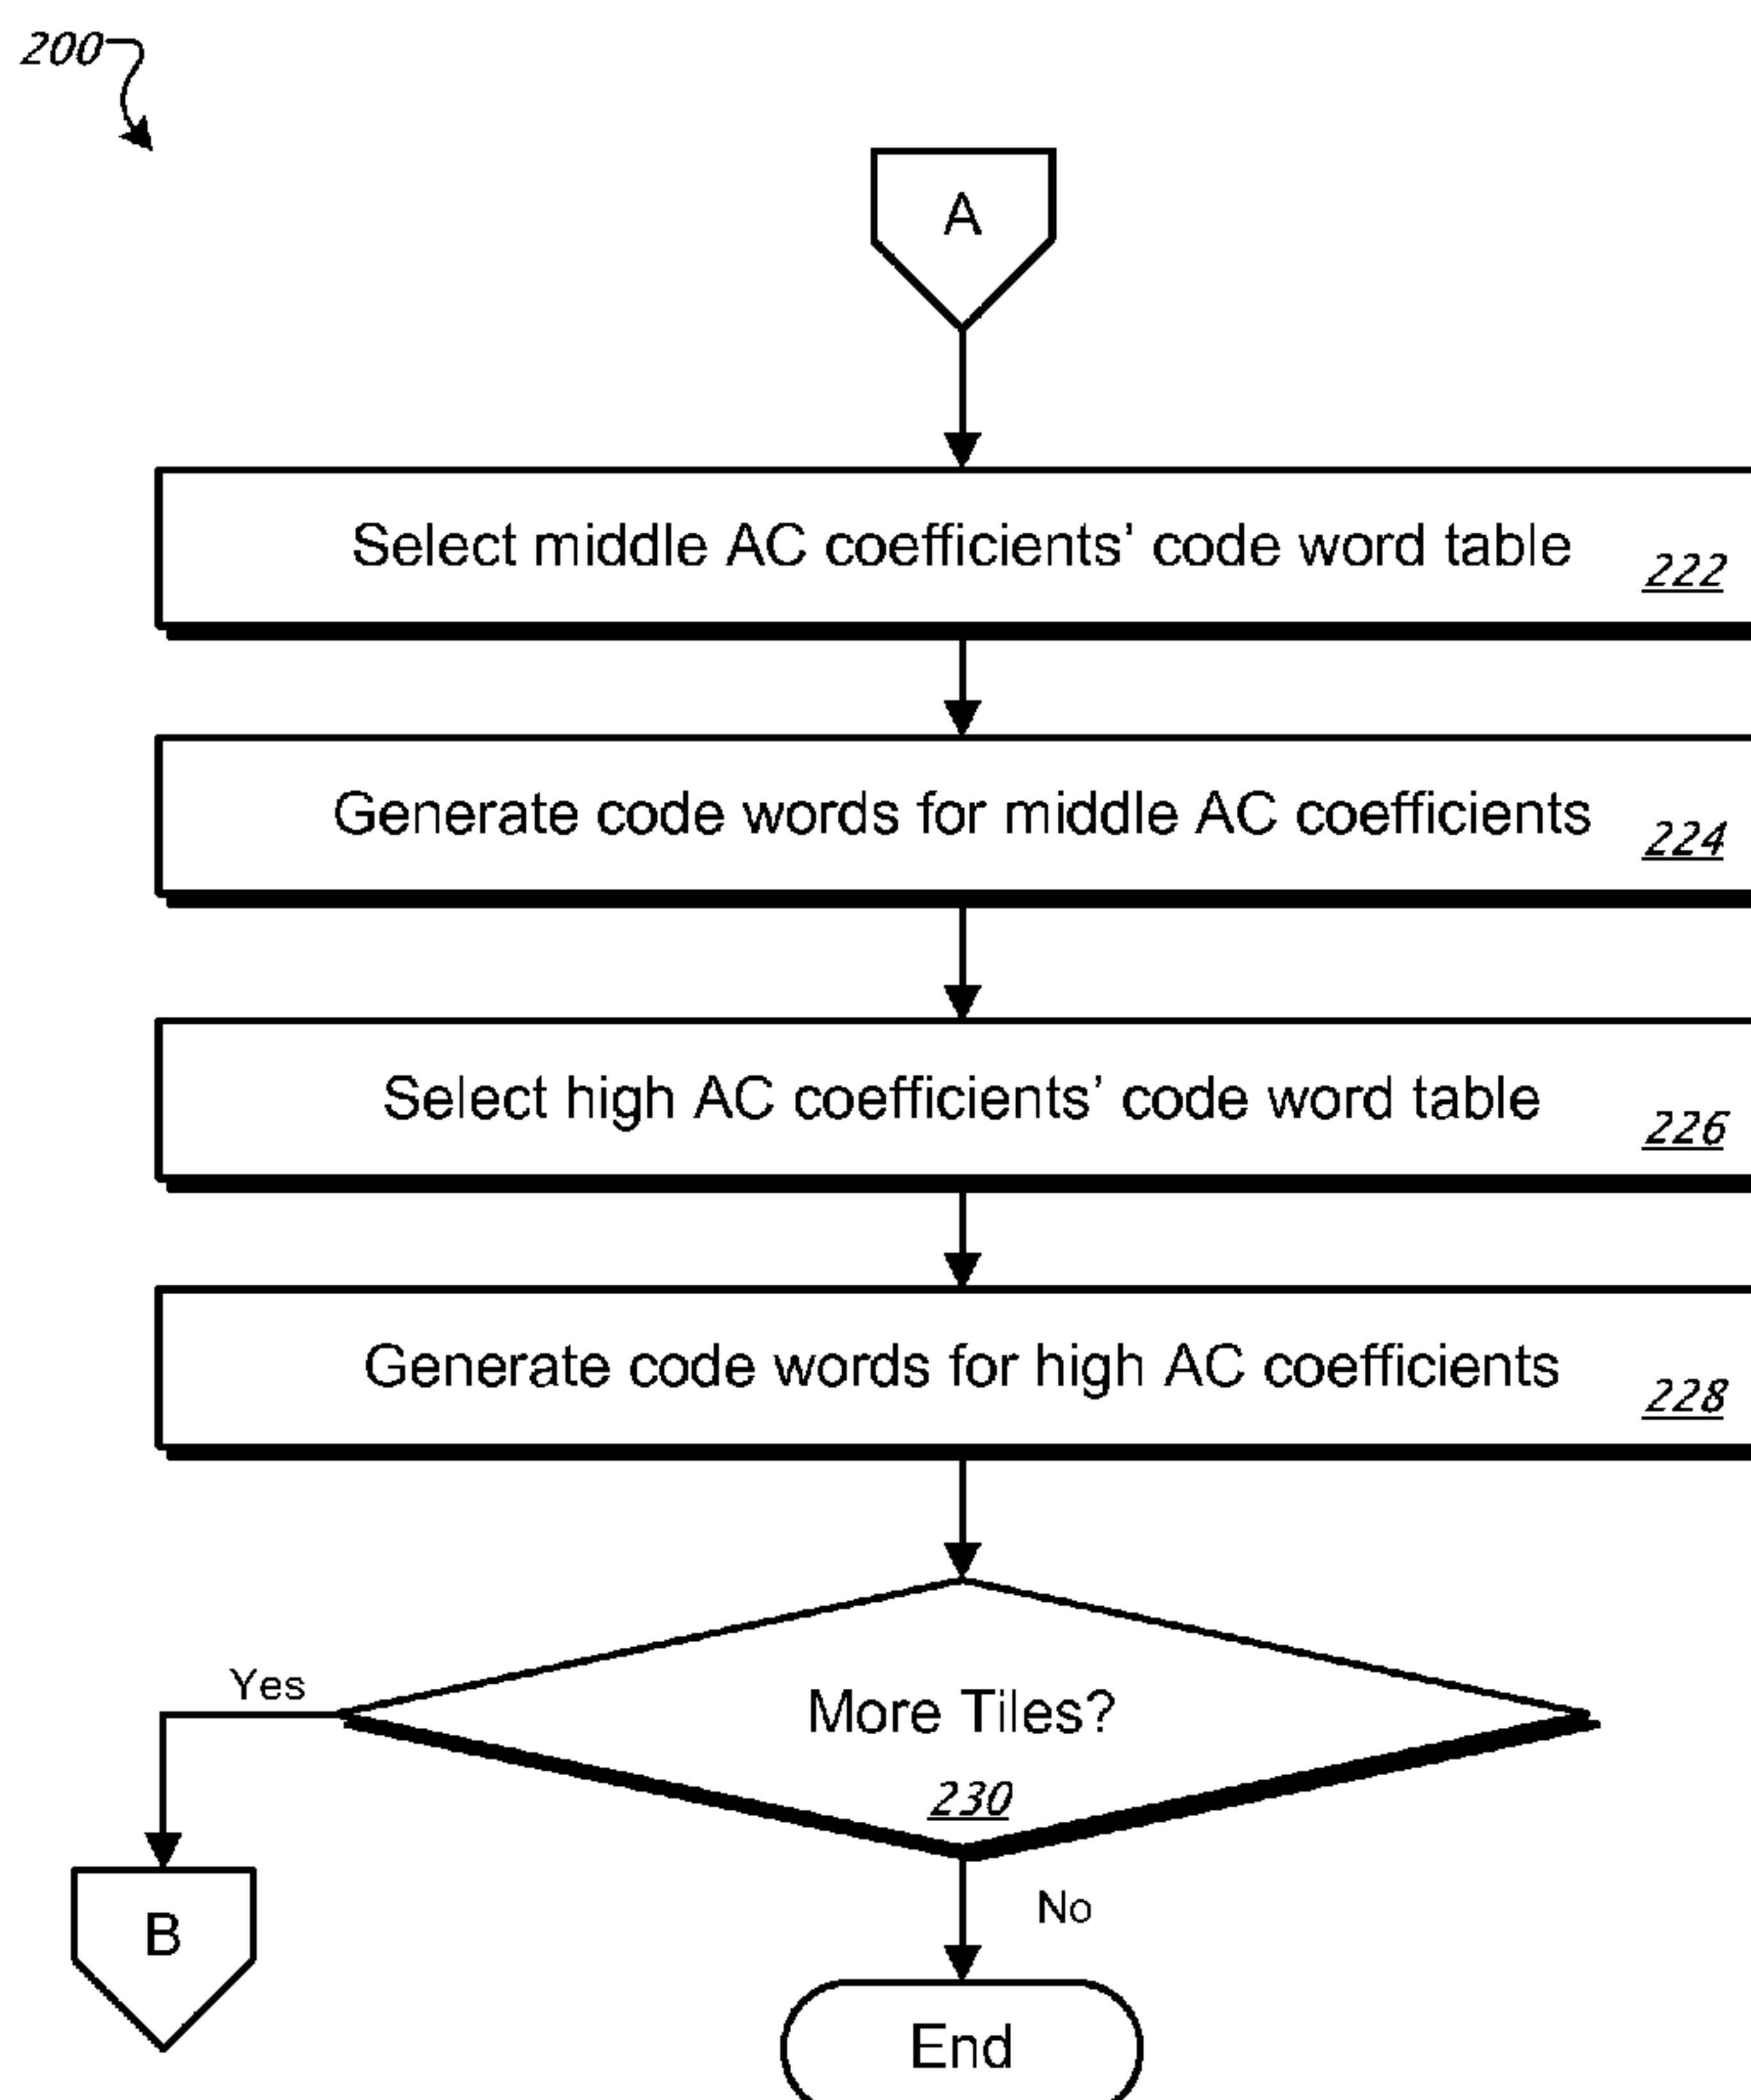 200
A
Select middle AC coefficients’ code word table
222
Generate code words for middle AC coefficients
224
Select high AC coefficients’ code word table
226
Generate code words for high AC coefficients
228
Yes
More Tiles?
230
No
B
End